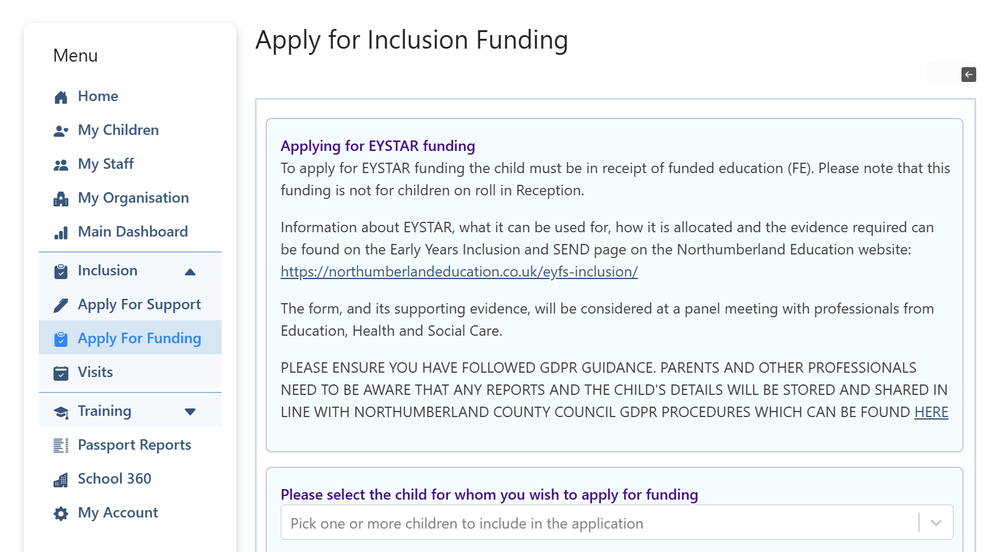 Menu
Home
My Children
My Staff
My Organisation
Main Dashboard
Inclusion
Apply For Support
Apply For Funding
Visits
Training
Passport Reports
School 360
My Account
Apply for Inclusion Funding
Applying for EYSTAR funding
To apply for EYSTAR funding the child must be in receipt of funded education (FE). Please note that this
funding is not for children on roll in Reception.
Information about EYSTAR, what it can be used for, how it is allocated and the evidence required can
be found on the Early Years Inclusion and SEND page on the Northumberland Education website:
https://northumberlandeducation.co.uk/eyfs-inclusion/
The form, and its supporting evidence, will be considered at a panel meeting with professionals from
Education, Health and Social Care.
PLEASE ENSURE YOU HAVE FOLLOWED GDPR GUIDANCE. PARENTS AND OTHER PROFESSIONALS
NEED TO BE AWARE THAT ANY REPORTS AND THE CHILD'S DETAILS WILL BE STORED AND SHARED IN
LINE WITH NORTHUMBERLAND COUNTY COUNCIL GDPR PROCEDURES WHICH CAN BE FOUND HERE
Please select the child for whom you wish to apply for funding
Pick one or more children to include in the application